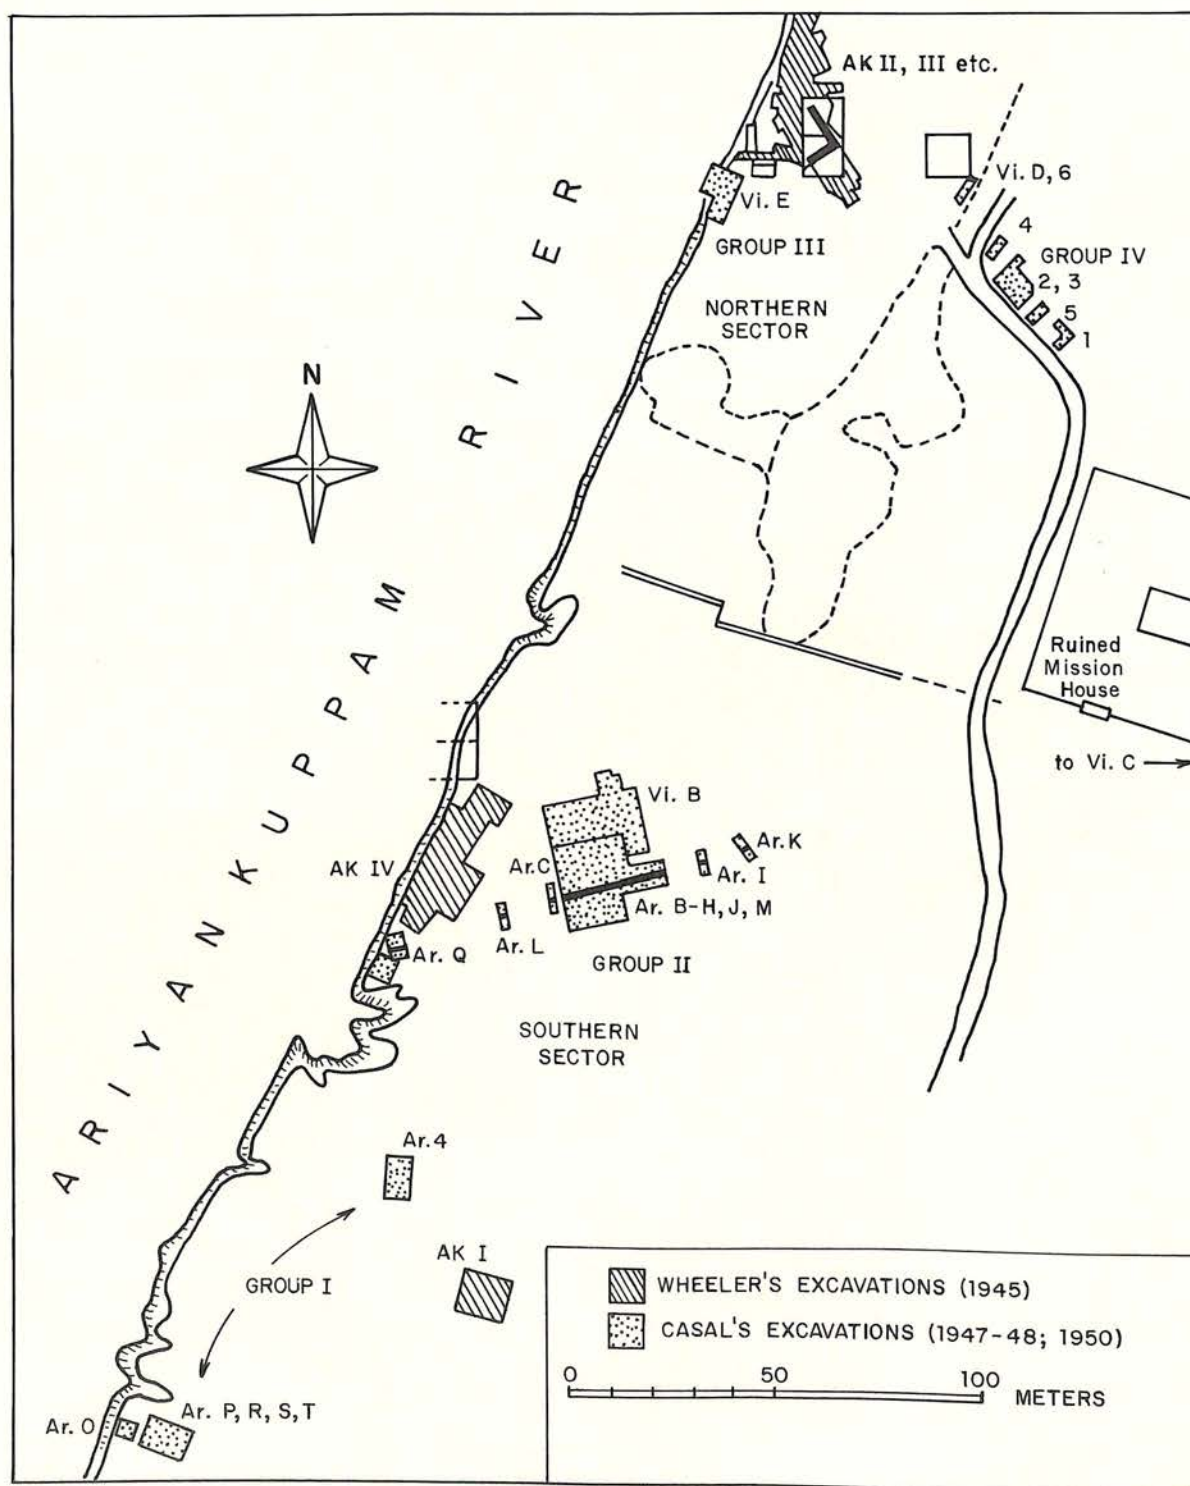 AK II, III etc.
Vi. D, 6
Vi. E
4
GROUP III
GROUP IV
2, 3
NORTHERN
SECTOR
5
1
N
ARIYANKUPPAM RIVER
Ruined
Mission
House
to Vi. C
Vi. B
Ar. K
AK IV
Ar. C
Ar. I
Ar. B-H, J, M
Ar. L
Ar. Q
GROUP II
SOUTHERN
SECTOR
Ar. 4
AK I
GROUP I
WHEELER'S EXCAVATIONS (1945)
CASAL'S EXCAVATIONS (1947-48; 1950)
0 50 100
METERS
Ar. O
Ar. P, R, S, T